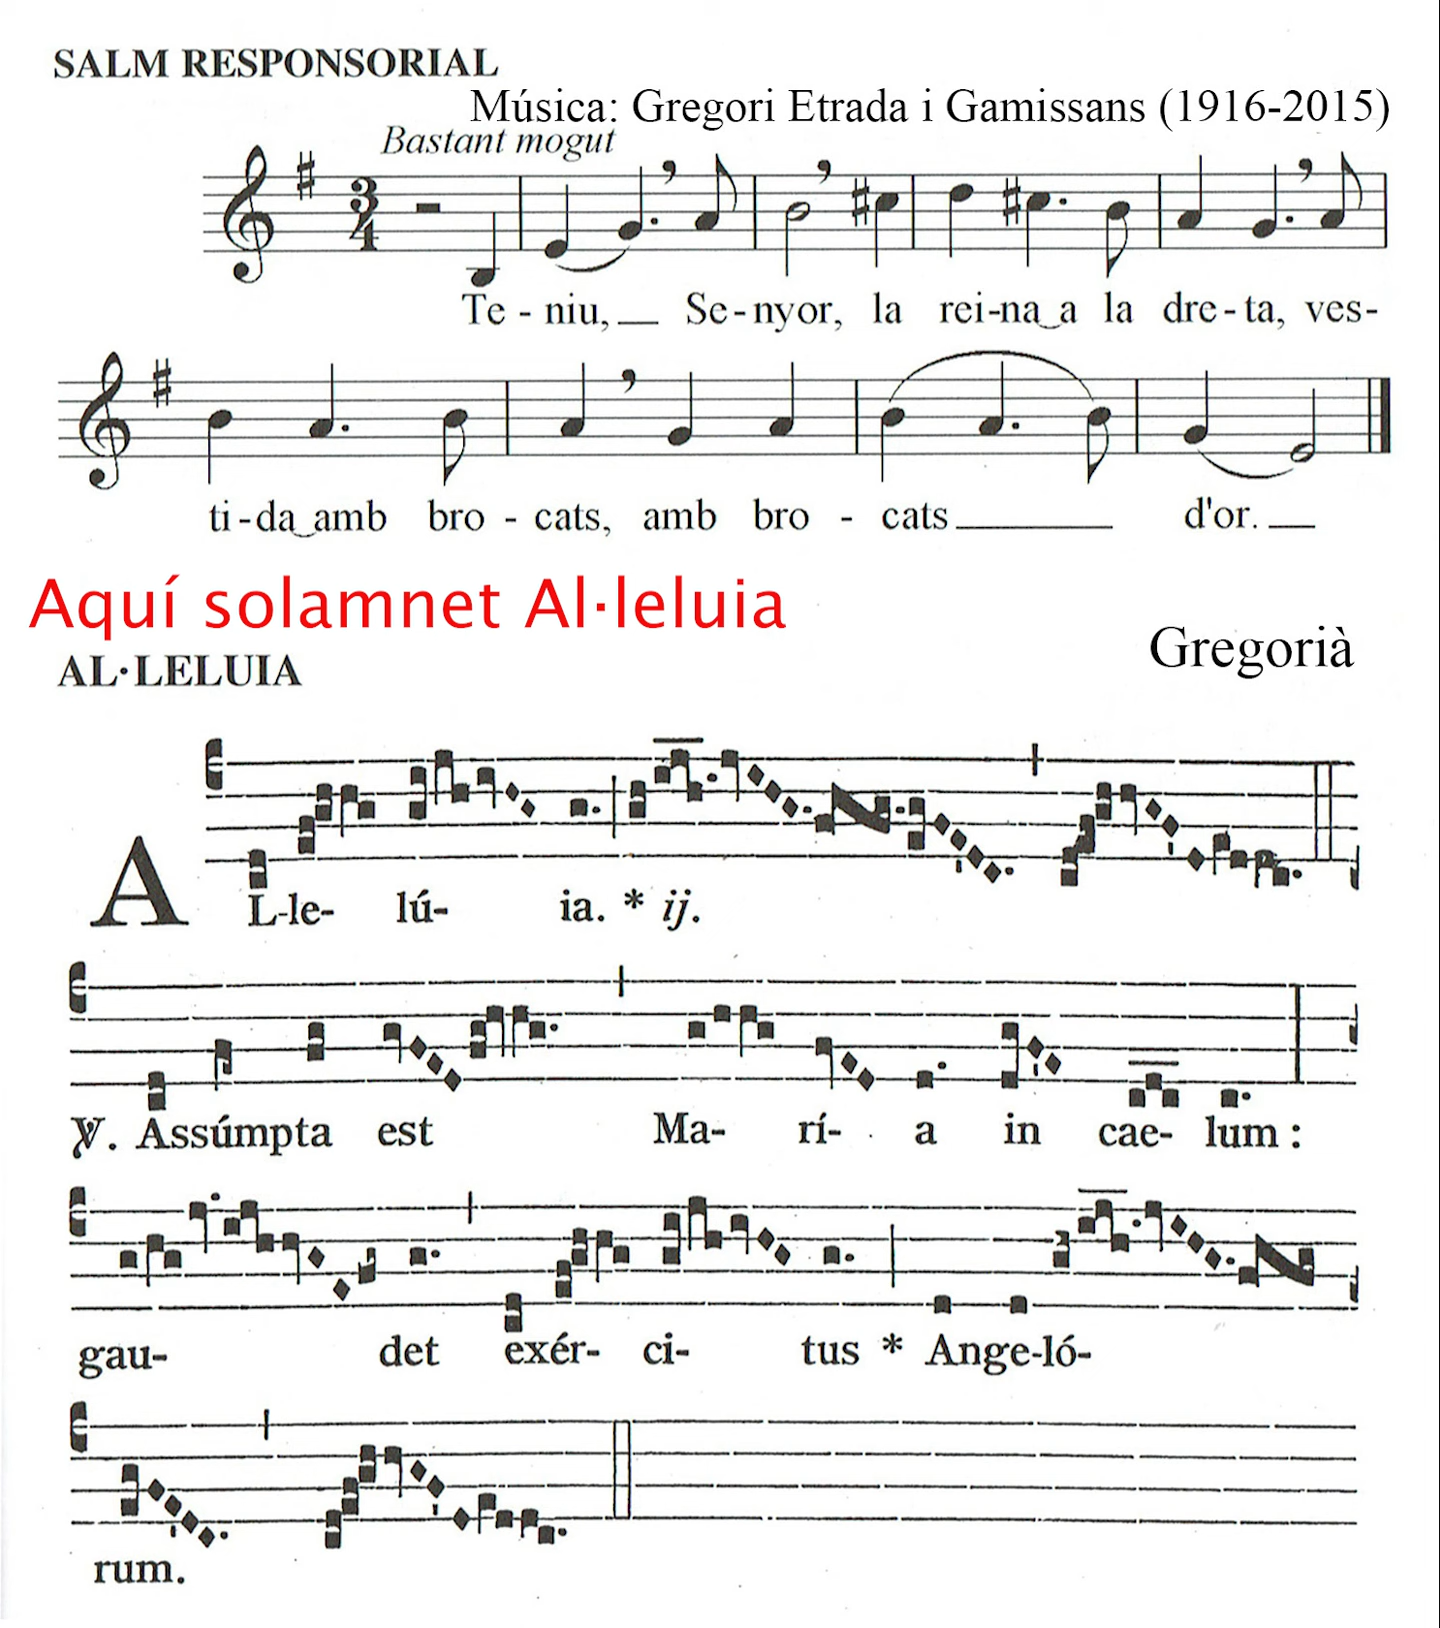 SALM RESPONSORIAL
Música: Gregori Etrada i Gamissans (1916-2015)
Bastant mogut
Te - niu, Se - nyor, la rei-na‿a la dre - ta, ves-
ti - da‿amb bro - cats, amb bro - cats d'or.
Aquí solamnet Al·leluia
AL·LELUIA
Gregorià
AL-le- lú- ia. * ij.
℣. Assúmpta est Ma- rí- a in cae- lum :
gau- det exér- ci- tus * Ange-ló-
rum.